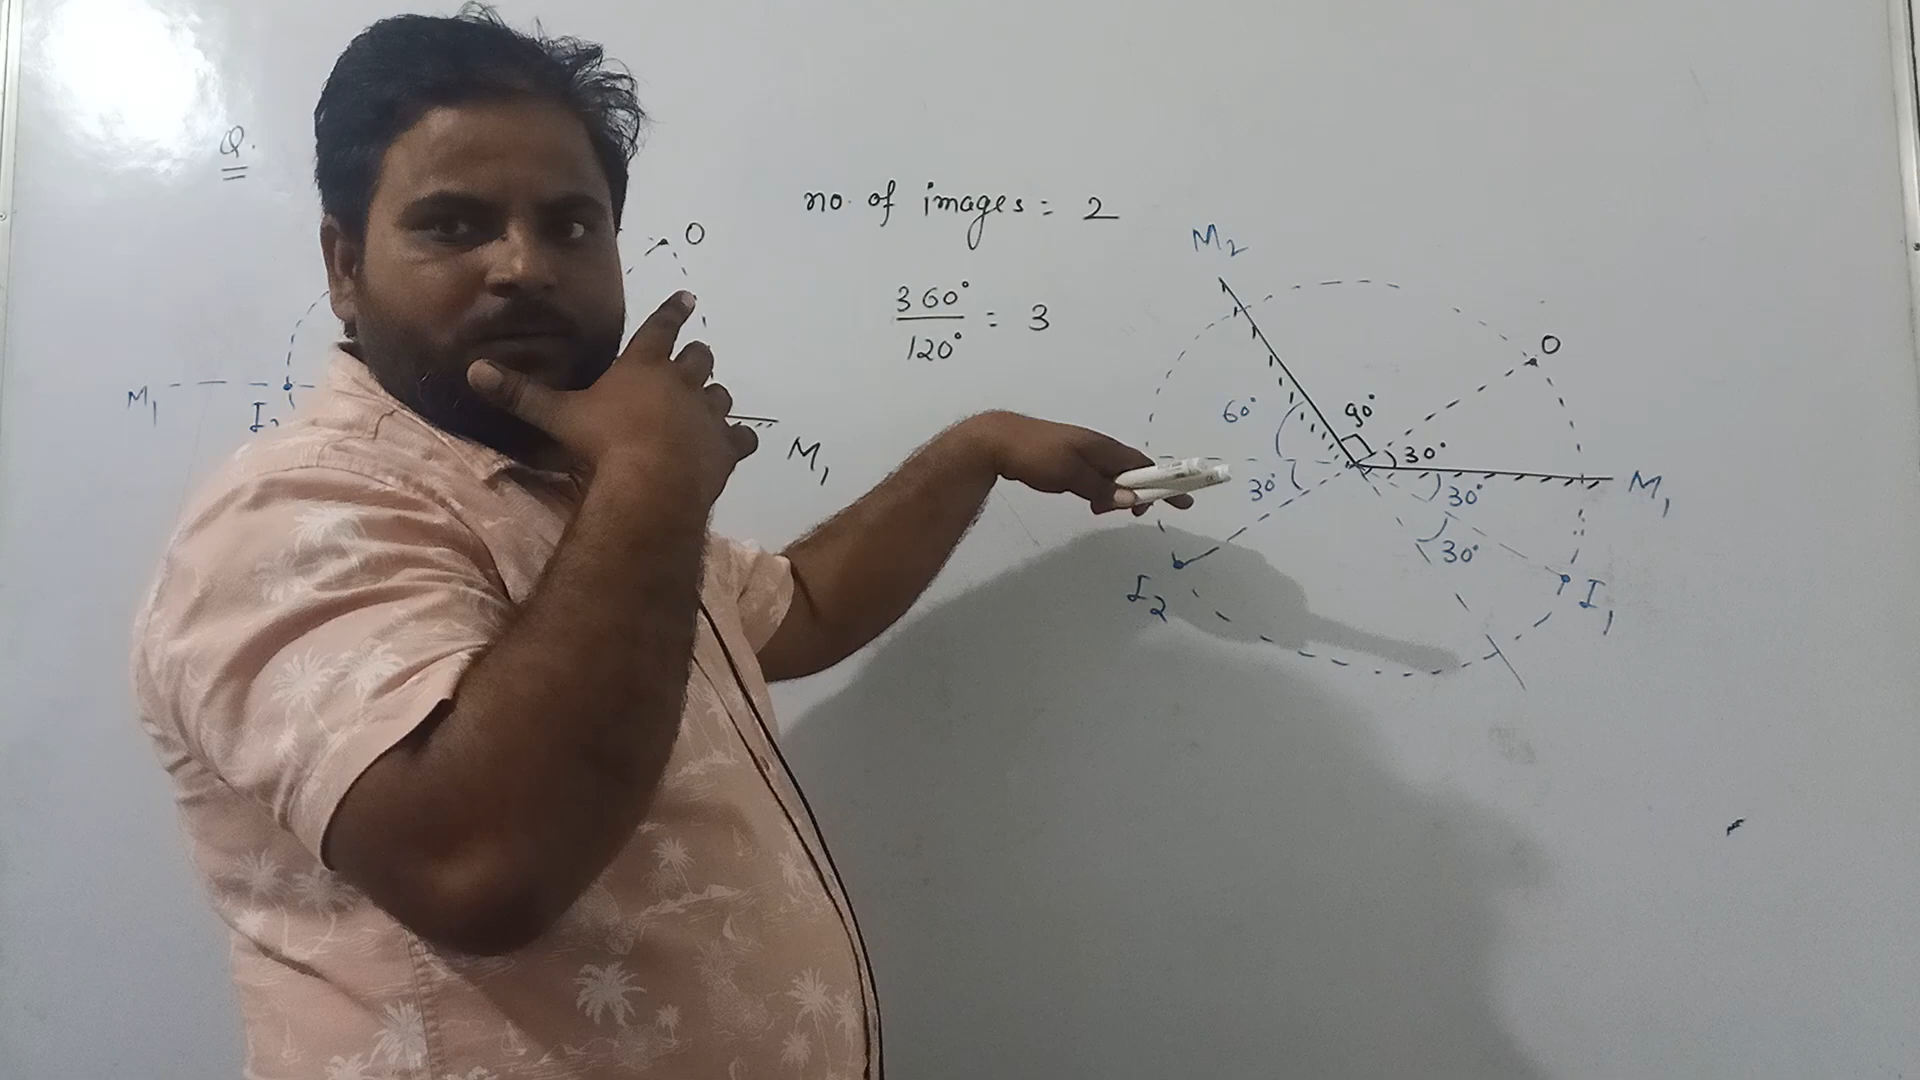 Q.
no. of images = 2
360° / 120° = 3
O
M1
M1
M2
O
60°
90°
30°
M1
30°
30°
30°
I2
I1